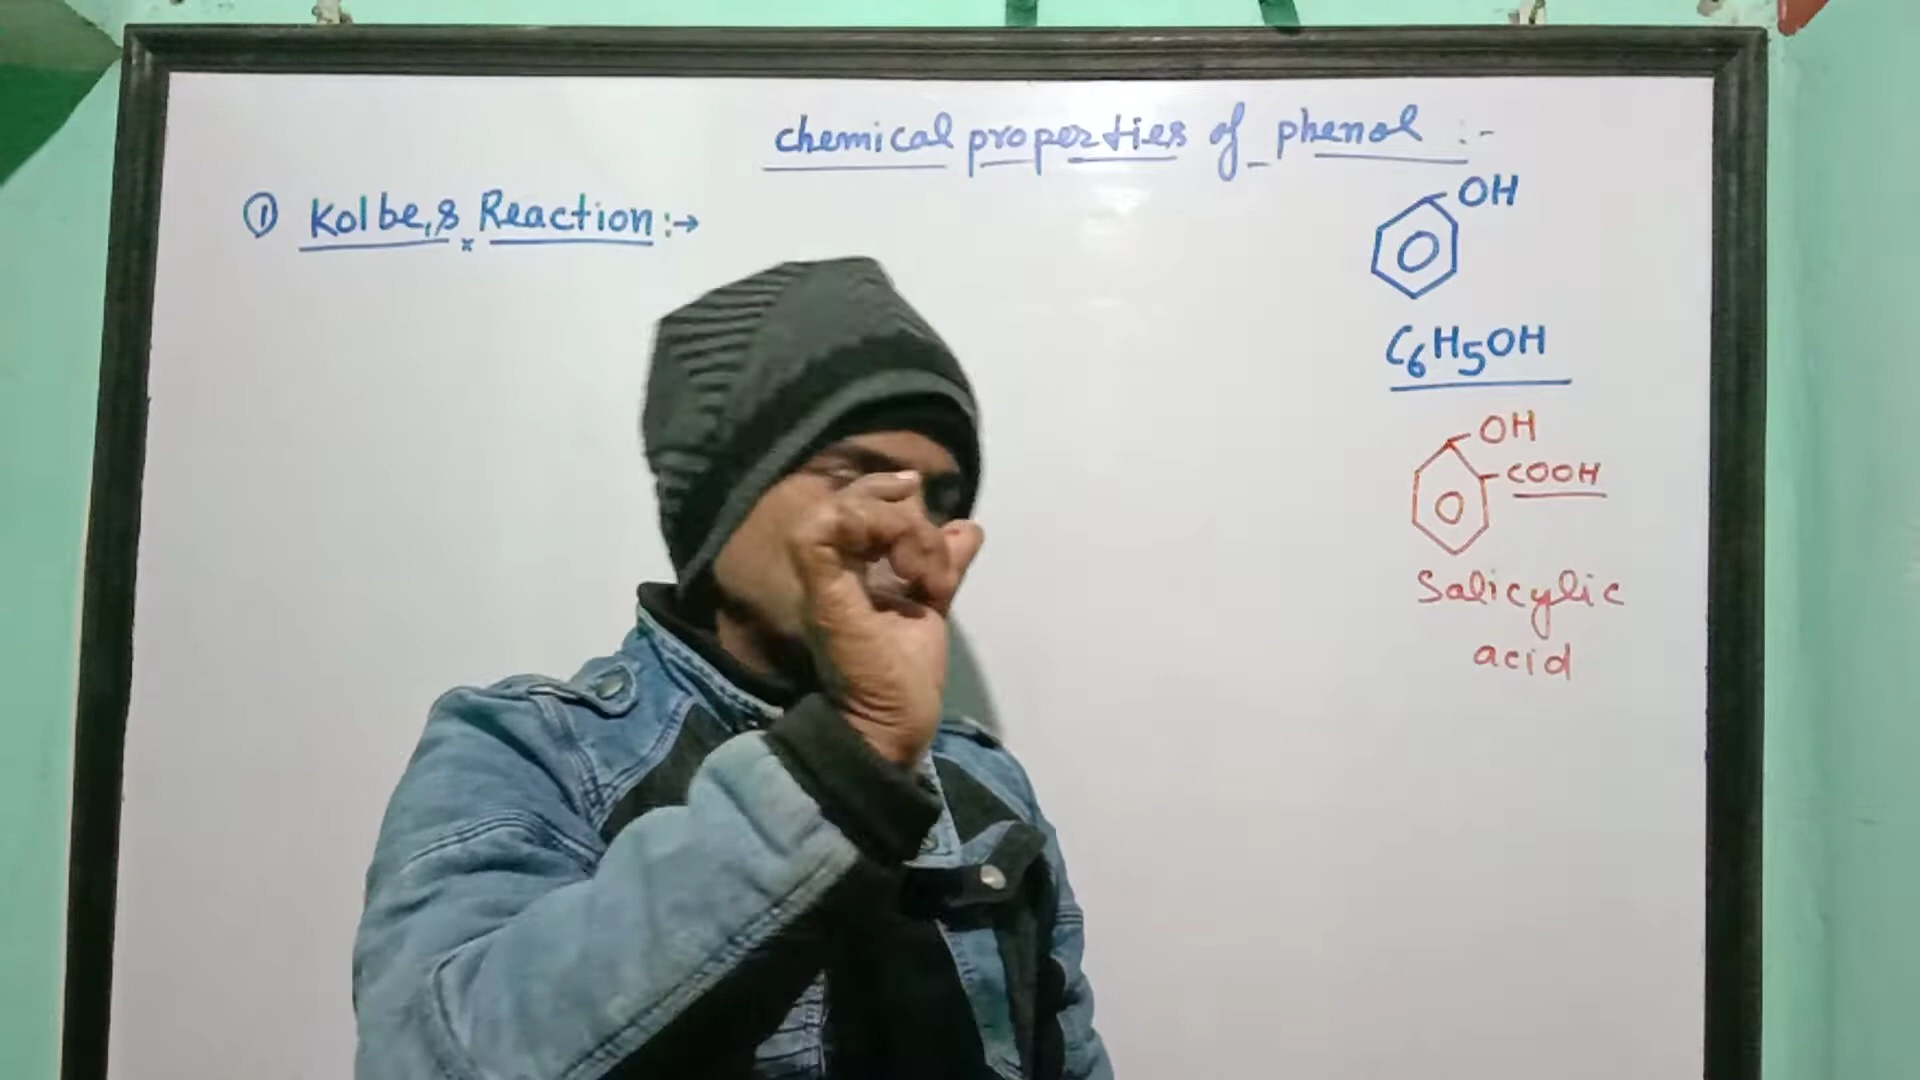 chemical properties of phenol :-
① Kolbe,s Reaction :→
OH
C6H5OH
OH
COOH
Salicylic
acid